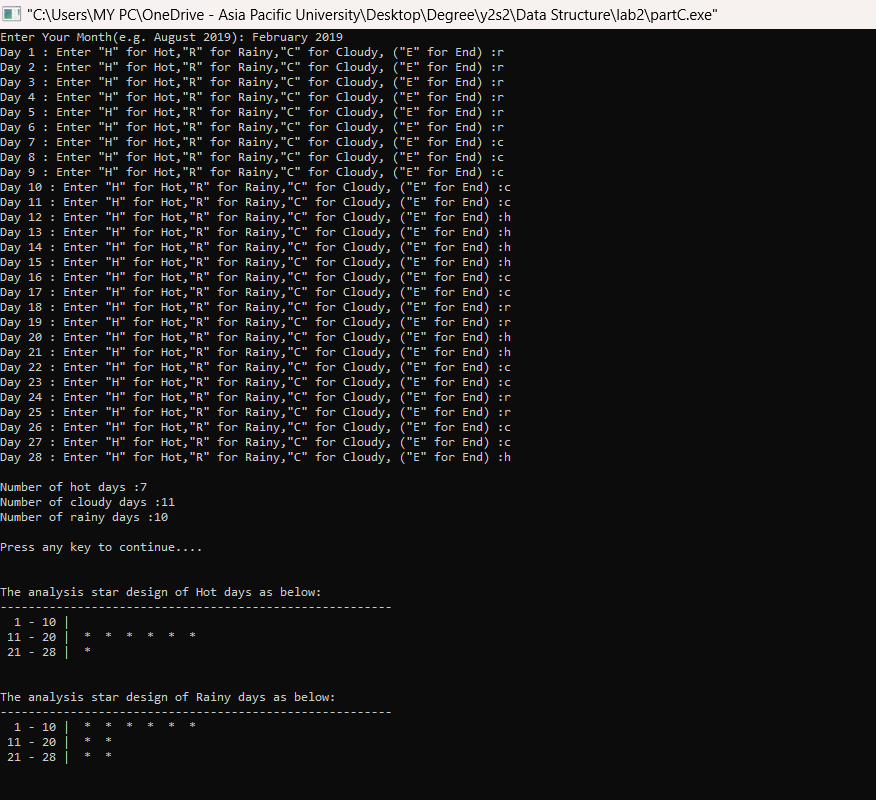 "C:\Users\MY PC\OneDrive - Asia Pacific University\Desktop\Degree\y2s2\Data Structure\lab2\partC.exe"
Enter Your Month(e.g. August 2019): February 2019
Day 1 : Enter "H" for Hot,"R" for Rainy,"C" for Cloudy, ("E" for End) :r
Day 2 : Enter "H" for Hot,"R" for Rainy,"C" for Cloudy, ("E" for End) :r
Day 3 : Enter "H" for Hot,"R" for Rainy,"C" for Cloudy, ("E" for End) :r
Day 4 : Enter "H" for Hot,"R" for Rainy,"C" for Cloudy, ("E" for End) :r
Day 5 : Enter "H" for Hot,"R" for Rainy,"C" for Cloudy, ("E" for End) :r
Day 6 : Enter "H" for Hot,"R" for Rainy,"C" for Cloudy, ("E" for End) :r
Day 7 : Enter "H" for Hot,"R" for Rainy,"C" for Cloudy, ("E" for End) :c
Day 8 : Enter "H" for Hot,"R" for Rainy,"C" for Cloudy, ("E" for End) :c
Day 9 : Enter "H" for Hot,"R" for Rainy,"C" for Cloudy, ("E" for End) :c
Day 10 : Enter "H" for Hot,"R" for Rainy,"C" for Cloudy, ("E" for End) :c
Day 11 : Enter "H" for Hot,"R" for Rainy,"C" for Cloudy, ("E" for End) :c
Day 12 : Enter "H" for Hot,"R" for Rainy,"C" for Cloudy, ("E" for End) :h
Day 13 : Enter "H" for Hot,"R" for Rainy,"C" for Cloudy, ("E" for End) :h
Day 14 : Enter "H" for Hot,"R" for Rainy,"C" for Cloudy, ("E" for End) :h
Day 15 : Enter "H" for Hot,"R" for Rainy,"C" for Cloudy, ("E" for End) :h
Day 16 : Enter "H" for Hot,"R" for Rainy,"C" for Cloudy, ("E" for End) :c
Day 17 : Enter "H" for Hot,"R" for Rainy,"C" for Cloudy, ("E" for End) :c
Day 18 : Enter "H" for Hot,"R" for Rainy,"C" for Cloudy, ("E" for End) :r
Day 19 : Enter "H" for Hot,"R" for Rainy,"C" for Cloudy, ("E" for End) :r
Day 20 : Enter "H" for Hot,"R" for Rainy,"C" for Cloudy, ("E" for End) :h
Day 21 : Enter "H" for Hot,"R" for Rainy,"C" for Cloudy, ("E" for End) :h
Day 22 : Enter "H" for Hot,"R" for Rainy,"C" for Cloudy, ("E" for End) :c
Day 23 : Enter "H" for Hot,"R" for Rainy,"C" for Cloudy, ("E" for End) :c
Day 24 : Enter "H" for Hot,"R" for Rainy,"C" for Cloudy, ("E" for End) :r
Day 25 : Enter "H" for Hot,"R" for Rainy,"C" for Cloudy, ("E" for End) :r
Day 26 : Enter "H" for Hot,"R" for Rainy,"C" for Cloudy, ("E" for End) :c
Day 27 : Enter "H" for Hot,"R" for Rainy,"C" for Cloudy, ("E" for End) :c
Day 28 : Enter "H" for Hot,"R" for Rainy,"C" for Cloudy, ("E" for End) :h
Number of hot days :7
Number of cloudy days :11
Number of rainy days :10
Press any key to continue....
The analysis star design of Hot days as below:
--------------------------------------------------------
1 - 10 |
11 - 20 | * * * * * *
21 - 28 | *
The analysis star design of Rainy days as below:
--------------------------------------------------------
1 - 10 | * * * * * *
11 - 20 | * *
21 - 28 | * *